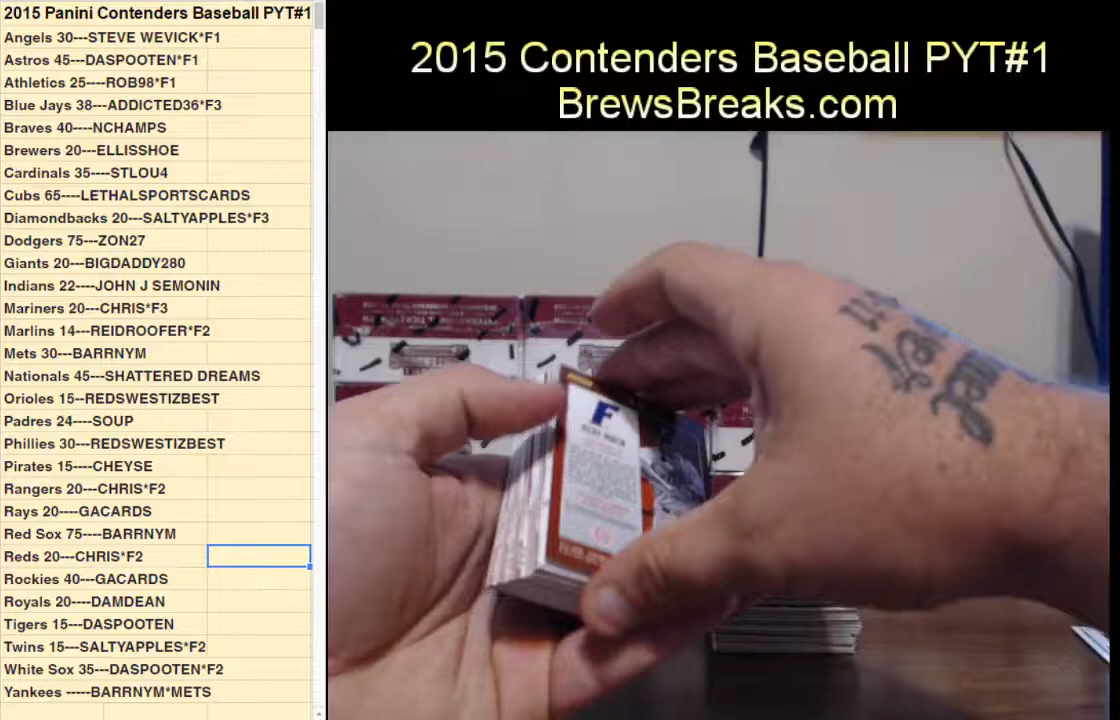 2015 Panini Contenders Baseball PYT#1
Angels 30---STEVE WEVICK*F1
Astros 45---DASPOOTEN*F1
Athletics 25----ROB98*F1
Blue Jays 38---ADDICTED36*F3
Braves 40----NCHAMPS
Brewers 20---ELLISSHOE
Cardinals 35----STLOU4
Cubs 65----LETHALSPORTSCARDS
Diamondbacks 20---SALTYAPPLES*F3
Dodgers 75---ZON27
Giants 20---BIGDADDY280
Indians 22----JOHN J SEMONIN
Mariners 20---CHRIS*F3
Marlins 14---REIDROOFER*F2
Mets 30---BARRNYM
Nationals 45---SHATTERED DREAMS
Orioles 15--REDSWESTIZBEST
Padres 24----SOUP
Phillies 30---REDSWESTIZBEST
Pirates 15----CHEYSE
Rangers 20---CHRIS*F2
Rays 20----GACARDS
Red Sox 75----BARRNYM
Reds 20---CHRIS*F2
Rockies 40---GACARDS
Royals 20----DAMDEAN
Tigers 15---DASPOOTEN
Twins 15---SALTYAPPLES*F2
White Sox 35---DASPOOTEN*F2
Yankees -----BARRNYM*METS
2015 Contenders Baseball PYT#1
BrewsBreaks.com
F